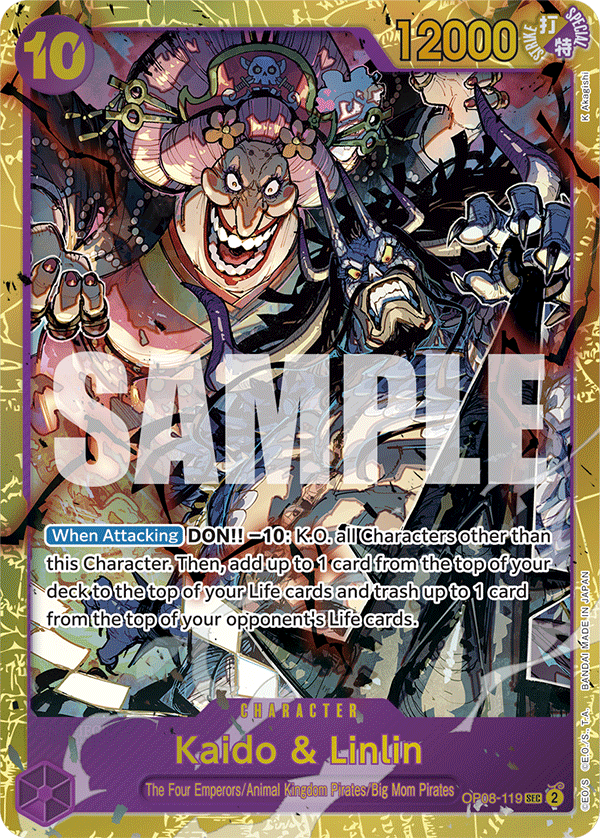 10
12000
STRIKE
打
SPECIAL
特
K Akagishi
SAMPLE
When Attacking DON!! −10: K.O. all Characters other than
this Character. Then, add up to 1 card from the top of your
deck to the top of your Life cards and trash up to 1 card
from the top of your opponent's Life cards.
CHARACTER
Kaido & Linlin
The Four Emperors/Animal Kingdom Pirates/Big Mom Pirates
OP08-119 SEC 2
©E.O./S. ©E.O./S., T.A. BANDAI MADE IN JAPAN